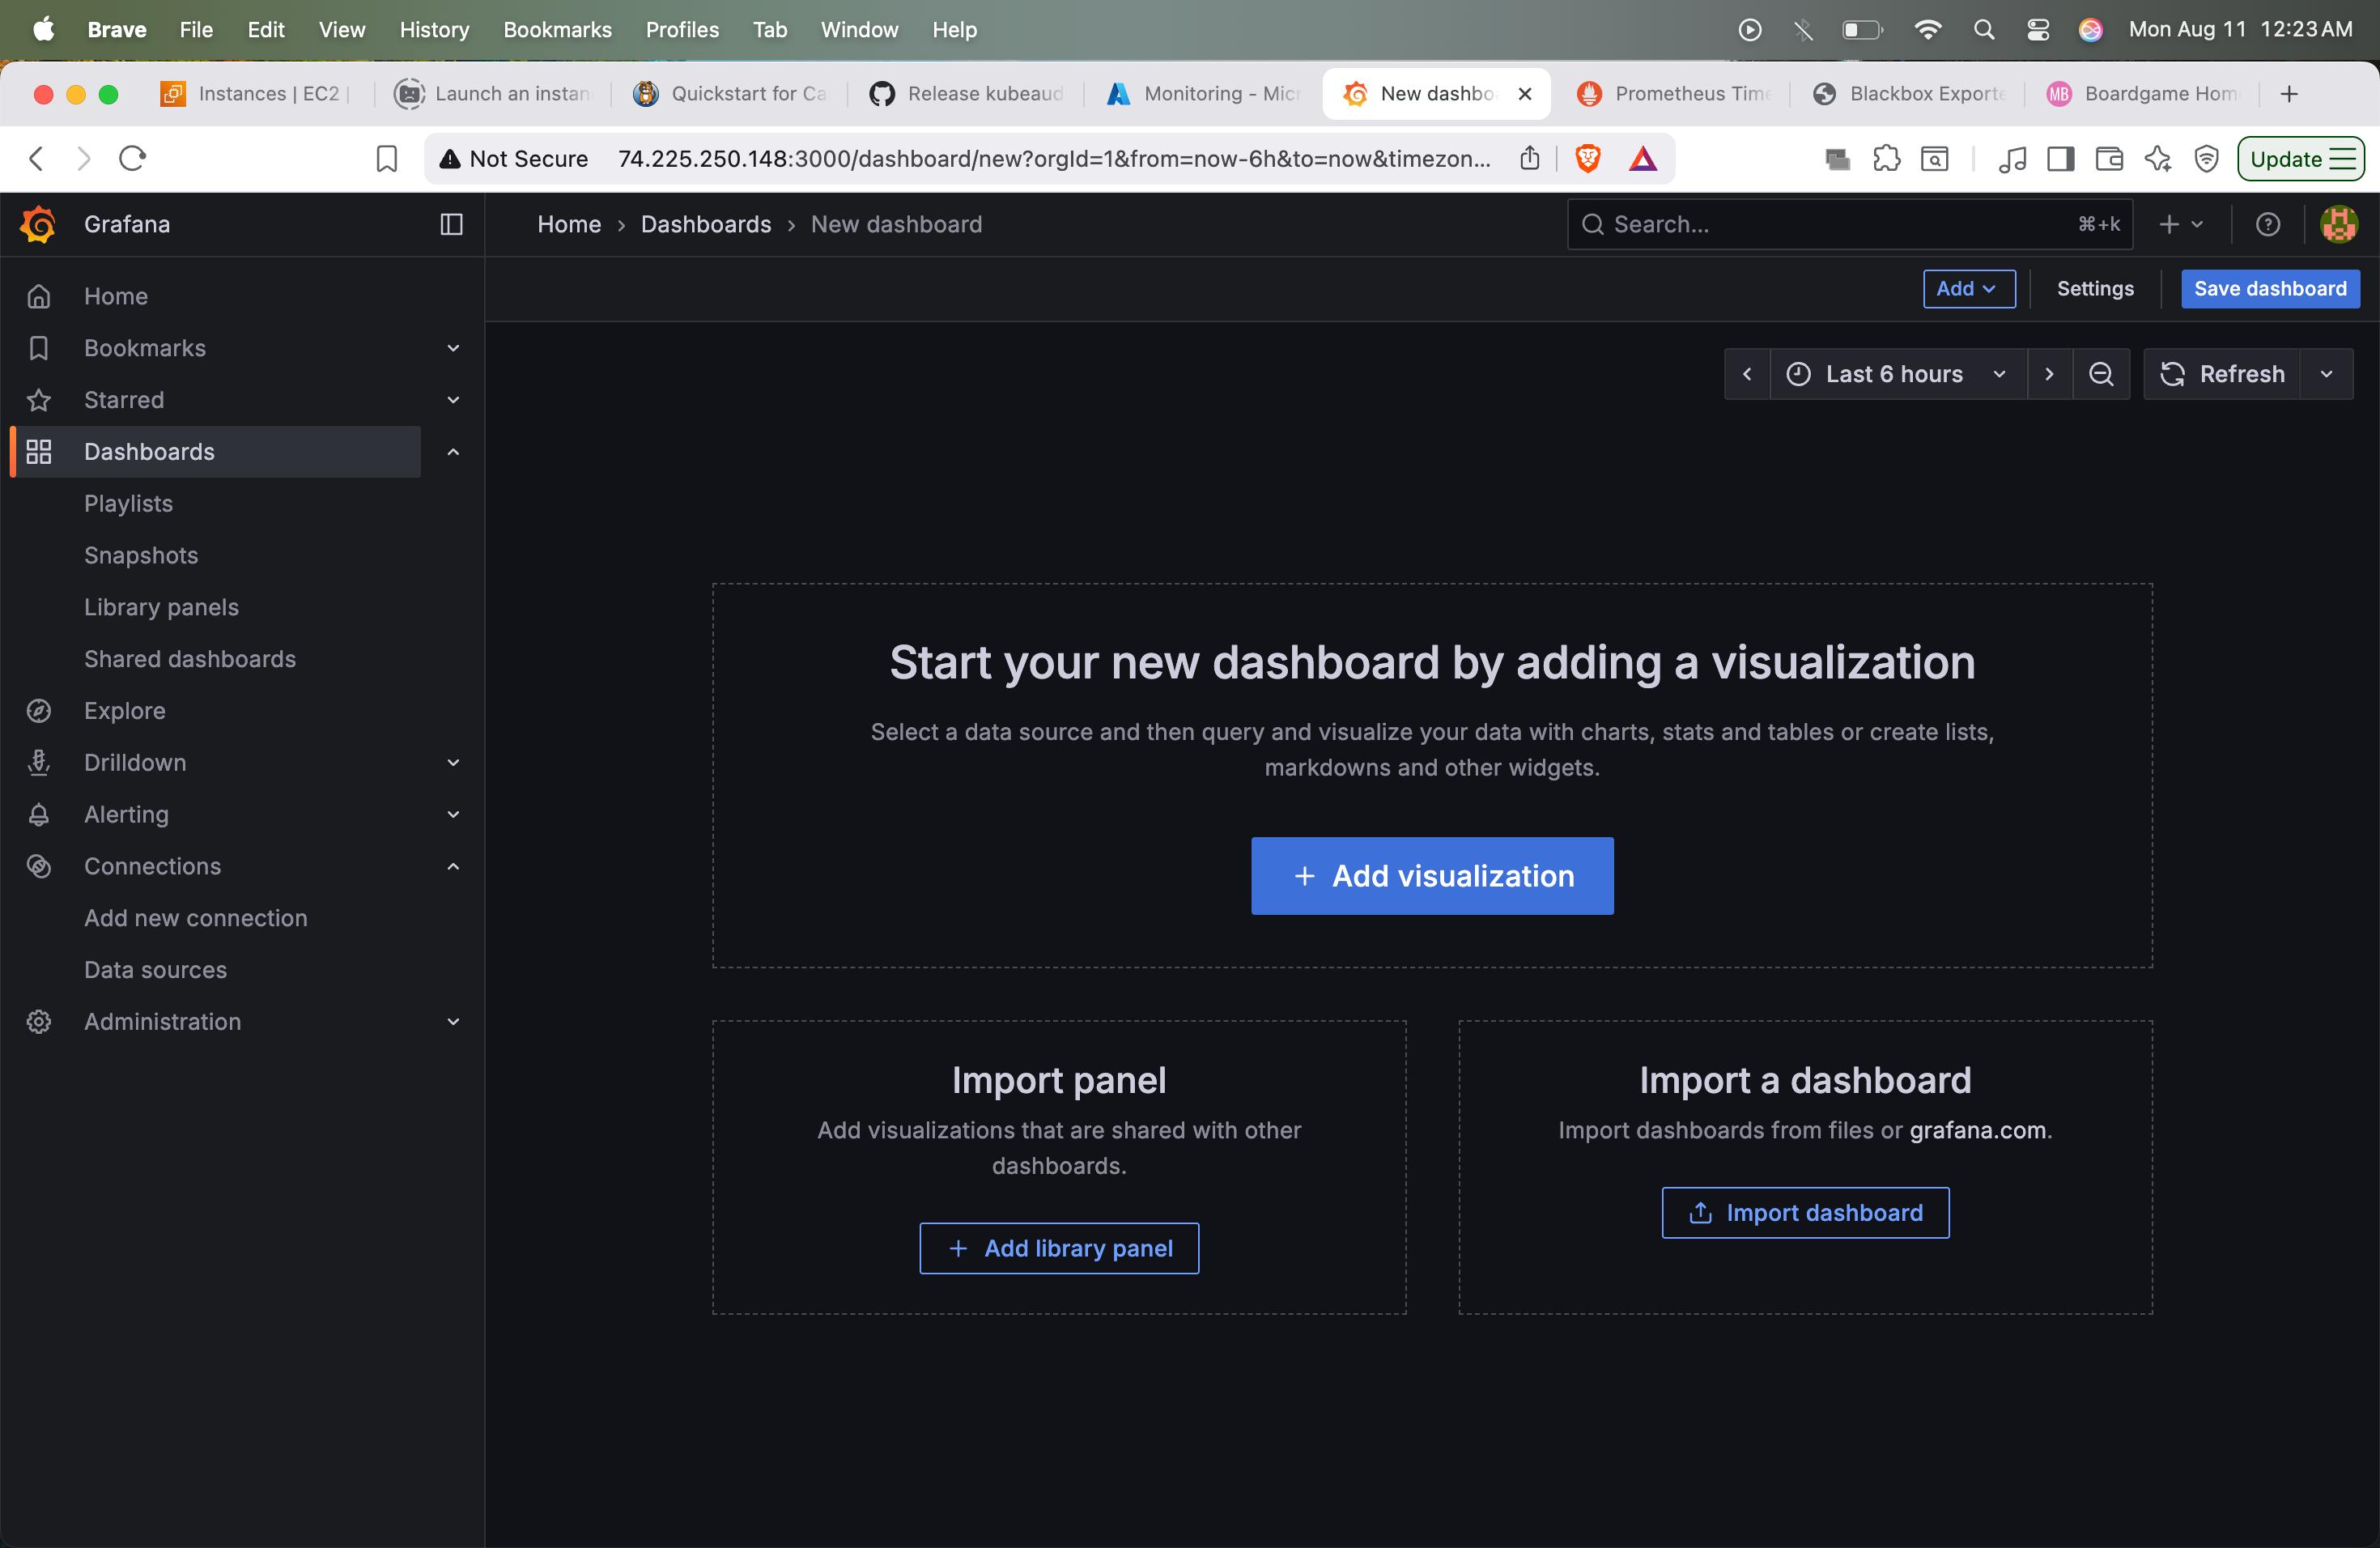 Brave File Edit View History Bookmarks Profiles Tab Window Help Mon Aug 11 12:23 AM
Instances | EC2 | Launch an instan Quickstart for Ca Release kubeaud Monitoring - Micr New dashbo Prometheus Time Blackbox Exporte MB Boardgame Hom
Not Secure 74.225.250.148:3000/dashboard/new?orgId=1&from=now-6h&to=now&timezon... Update
Grafana Home › Dashboards › New dashboard Search... ⌘+k
Add Settings Save dashboard
Last 6 hours Refresh
Home
Bookmarks
Starred
Dashboards
Playlists
Snapshots
Library panels
Shared dashboards
Explore
Drilldown
Alerting
Connections
Add new connection
Data sources
Administration
Start your new dashboard by adding a visualization
Select a data source and then query and visualize your data with charts, stats and tables or create lists,
markdowns and other widgets.
+ Add visualization
Import panel
Add visualizations that are shared with other
dashboards.
+ Add library panel
Import a dashboard
Import dashboards from files or grafana.com.
Import dashboard